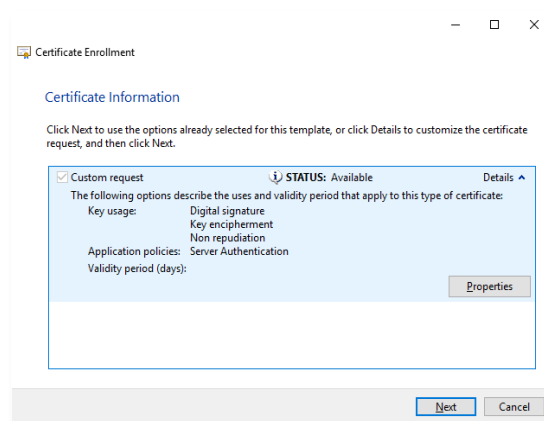 Certificate Enrollment
Certificate Information
Click Next to use the options already selected for this template, or click Details to customize the certificate
request, and then click Next.
Custom request STATUS: Available Details
The following options describe the uses and validity period that apply to this type of certificate:
Key usage: Digital signature
Key encipherment
Non repudiation
Application policies: Server Authentication
Validity period (days):
Properties
Next Cancel